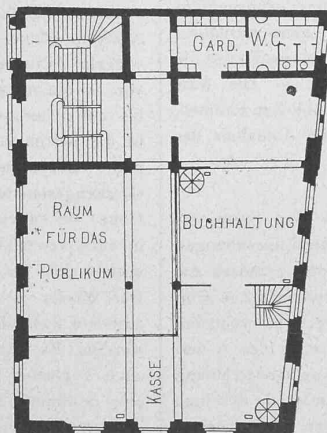 GARD. W.C.
RAUM
FÜR DAS
PUBLIKUM
BUCHHALTUNG
KASSE